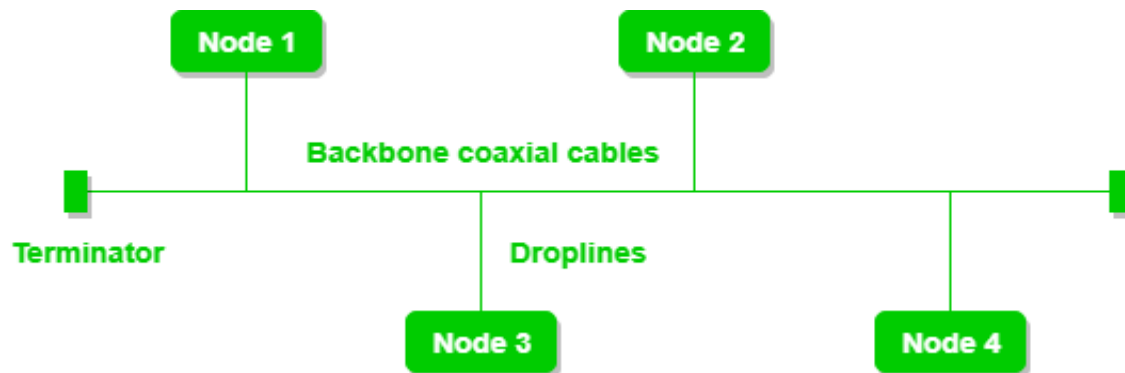 Node 1
Node 2
Backbone coaxial cables
Terminator
Droplines
Node 3
Node 4